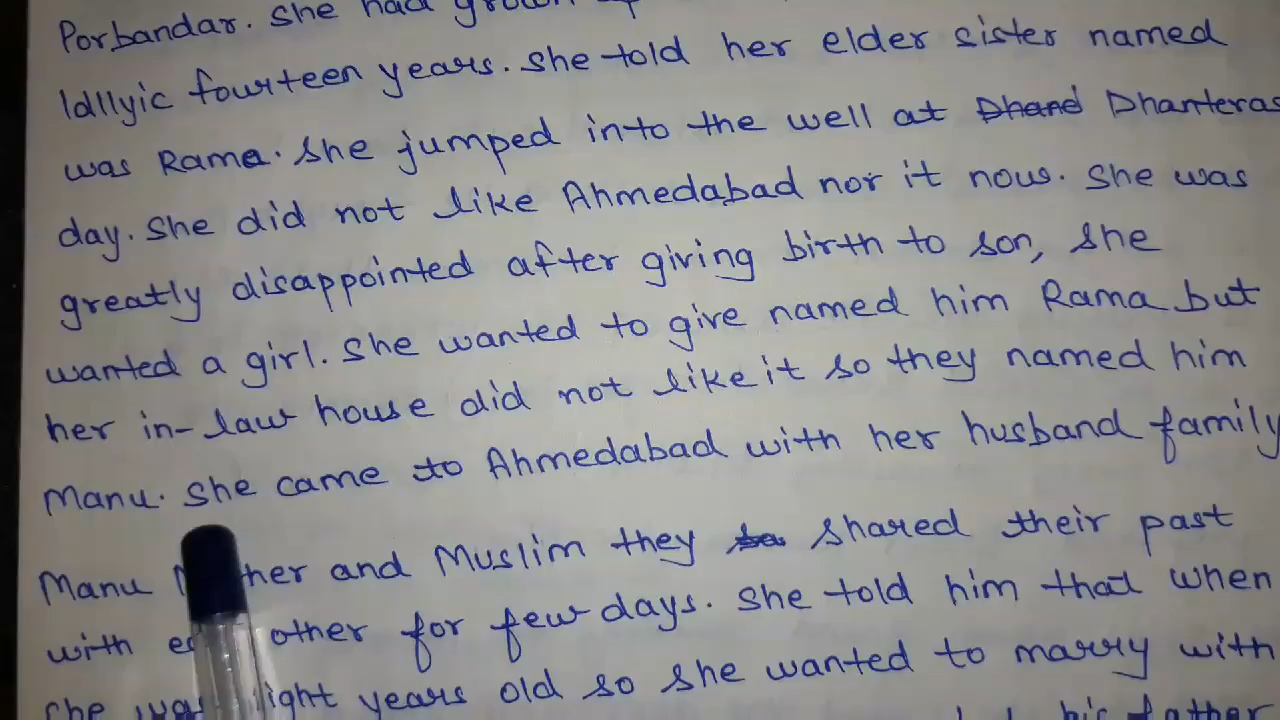 Porbandar. She had grown
Idllyic fourteen years. She told her elder sister named
was Rama. She jumped into the well at Dhand Dhanteras
day. She did not like Ahmedabad nor it now. She was
greatly disappointed after giving birth to son, she
wanted a girl. She wanted to give named him Rama but
her in-law house did not like it so they named him
Manu. She came to Ahmedabad with her husband family
Manu and Muslim they shared their past
with other for few days. She told him that when
she was years old so she wanted to marry with
his father